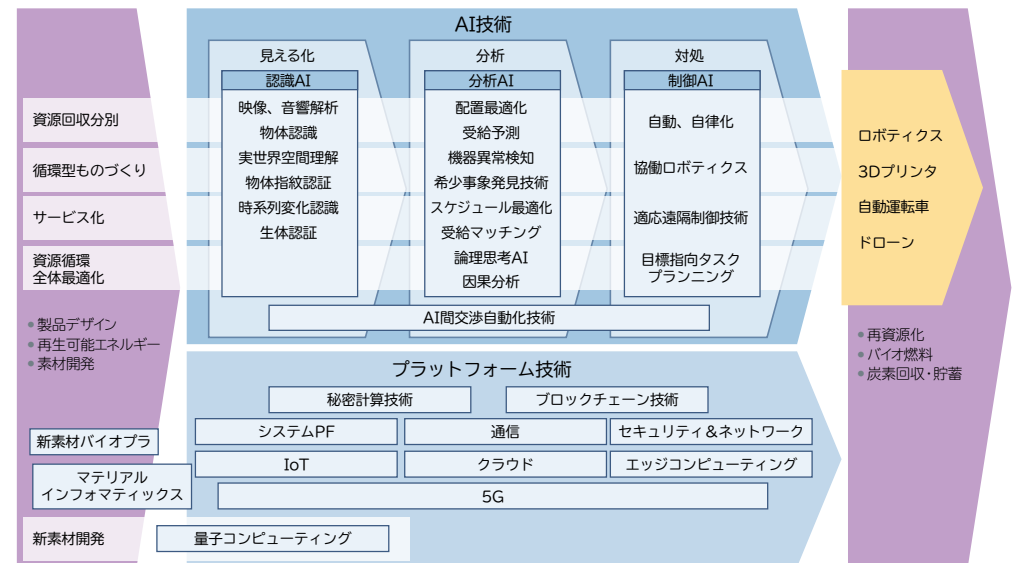 AI技術
見える化
認識AI
映像、音響解析
物体認識
実世界空間理解
物体指紋認証
時系列変化認識
生体認証
分析
分析AI
配置最適化
受給予測
機器異常検知
希少事象発見技術
スケジュール最適化
受給マッチング
論理思考AI
因果分析
対処
制御AI
自動、自律化
協働ロボティクス
適応遠隔制御技術
目標指向タスク
プランニング
AI間交渉自動化技術
資源回収分別
循環型ものづくり
サービス化
資源循環
全体最適化
•製品デザイン
•再生可能エネルギー
•素材開発
新素材バイオプラ
マテリアル
インフォマティックス
新素材開発
量子コンピューティング
プラットフォーム技術
秘密計算技術
ブロックチェーン技術
システムPF
通信
セキュリティ&ネットワーク
IoT
クラウド
エッジコンピューティング
5G
ロボティクス
3Dプリンタ
自動運転車
ドローン
•再資源化
•バイオ燃料
•炭素回収・貯蓄